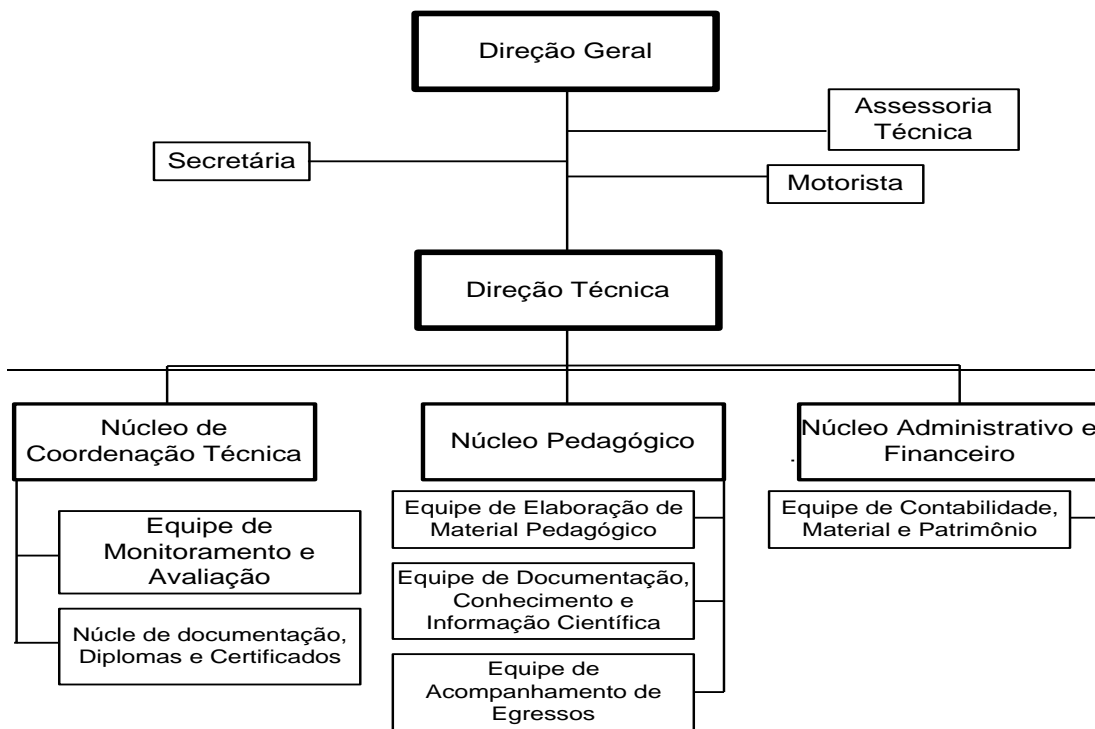 Direção Geral
Assessoria
Técnica
Secretária
Motorista
Direção Técnica
Núcleo de
Coordenação Técnica
Núcleo Pedagógico
Núcleo Administrativo e
Financeiro
Equipe de
Monitoramento e
Avaliação
Núcle de documentação,
Diplomas e Certificados
Equipe de Elaboração de
Material Pedagógico
Equipe de Documentação,
Conhecimento e
Informação Científica
Equipe de
Acompanhamento de
Egressos
Equipe de Contabilidade,
Material e Patrimônio